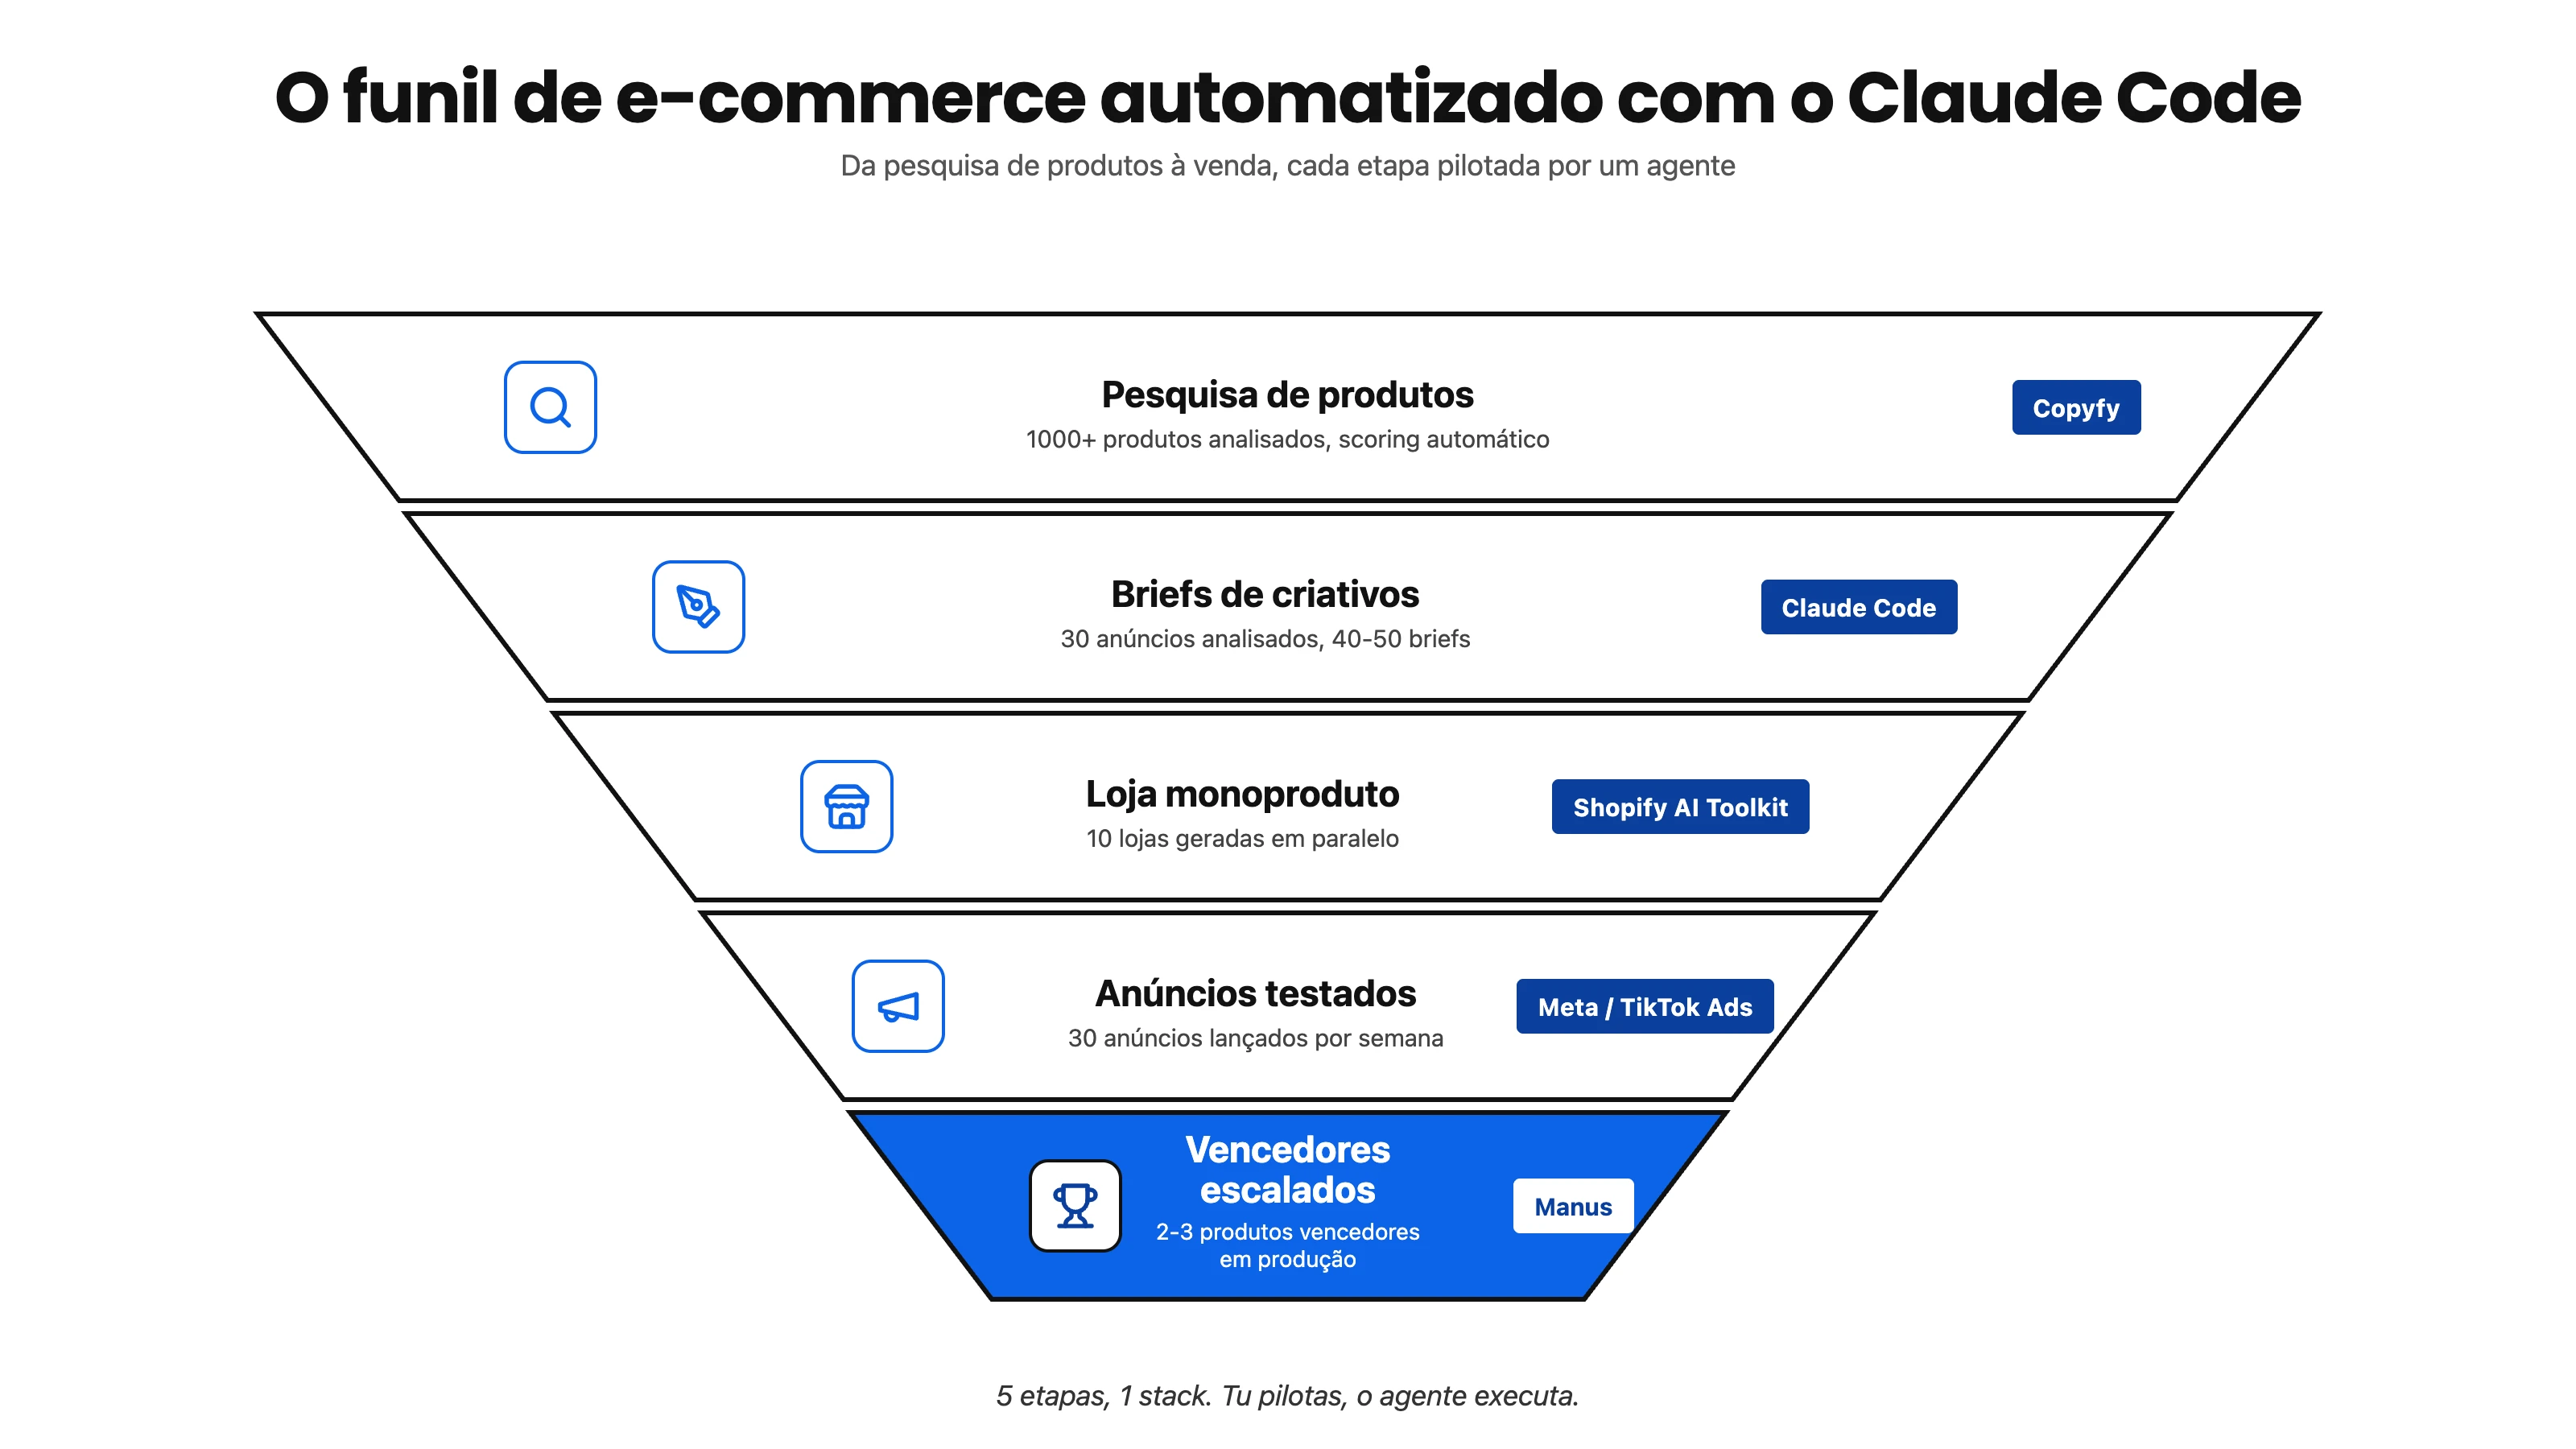 O funil de e-commerce automatizado com o Claude Code
Da pesquisa de produtos à venda, cada etapa pilotada por um agente
Pesquisa de produtos
1000+ produtos analisados, scoring automático
Copyfy
Briefs de criativos
30 anúncios analisados, 40-50 briefs
Claude Code
Loja monoproduto
10 lojas geradas em paralelo
Shopify AI Toolkit
Anúncios testados
30 anúncios lançados por semana
Meta / TikTok Ads
Vencedores
escalados
2-3 produtos vencedores
em produção
Manus
5 etapas, 1 stack. Tu pilotas, o agente executa.